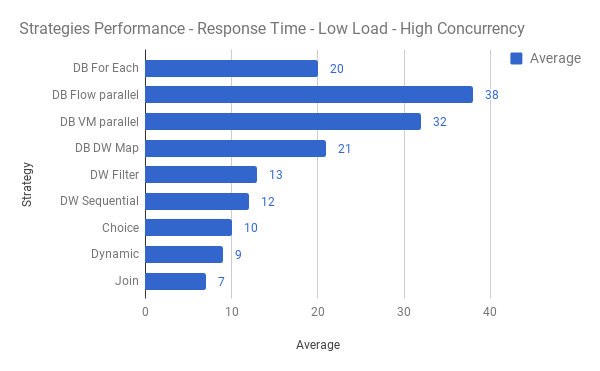 Strategies Performance - Response Time - Low Load - High Concurrency
Average
DB For Each 20
DB Flow parallel 38
DB VM parallel 32
DB DW Map 21
DW Filter 13
DW Sequential 12
Choice 10
Dynamic 9
Join 7
Strategy
0 10 20 30 40
Average